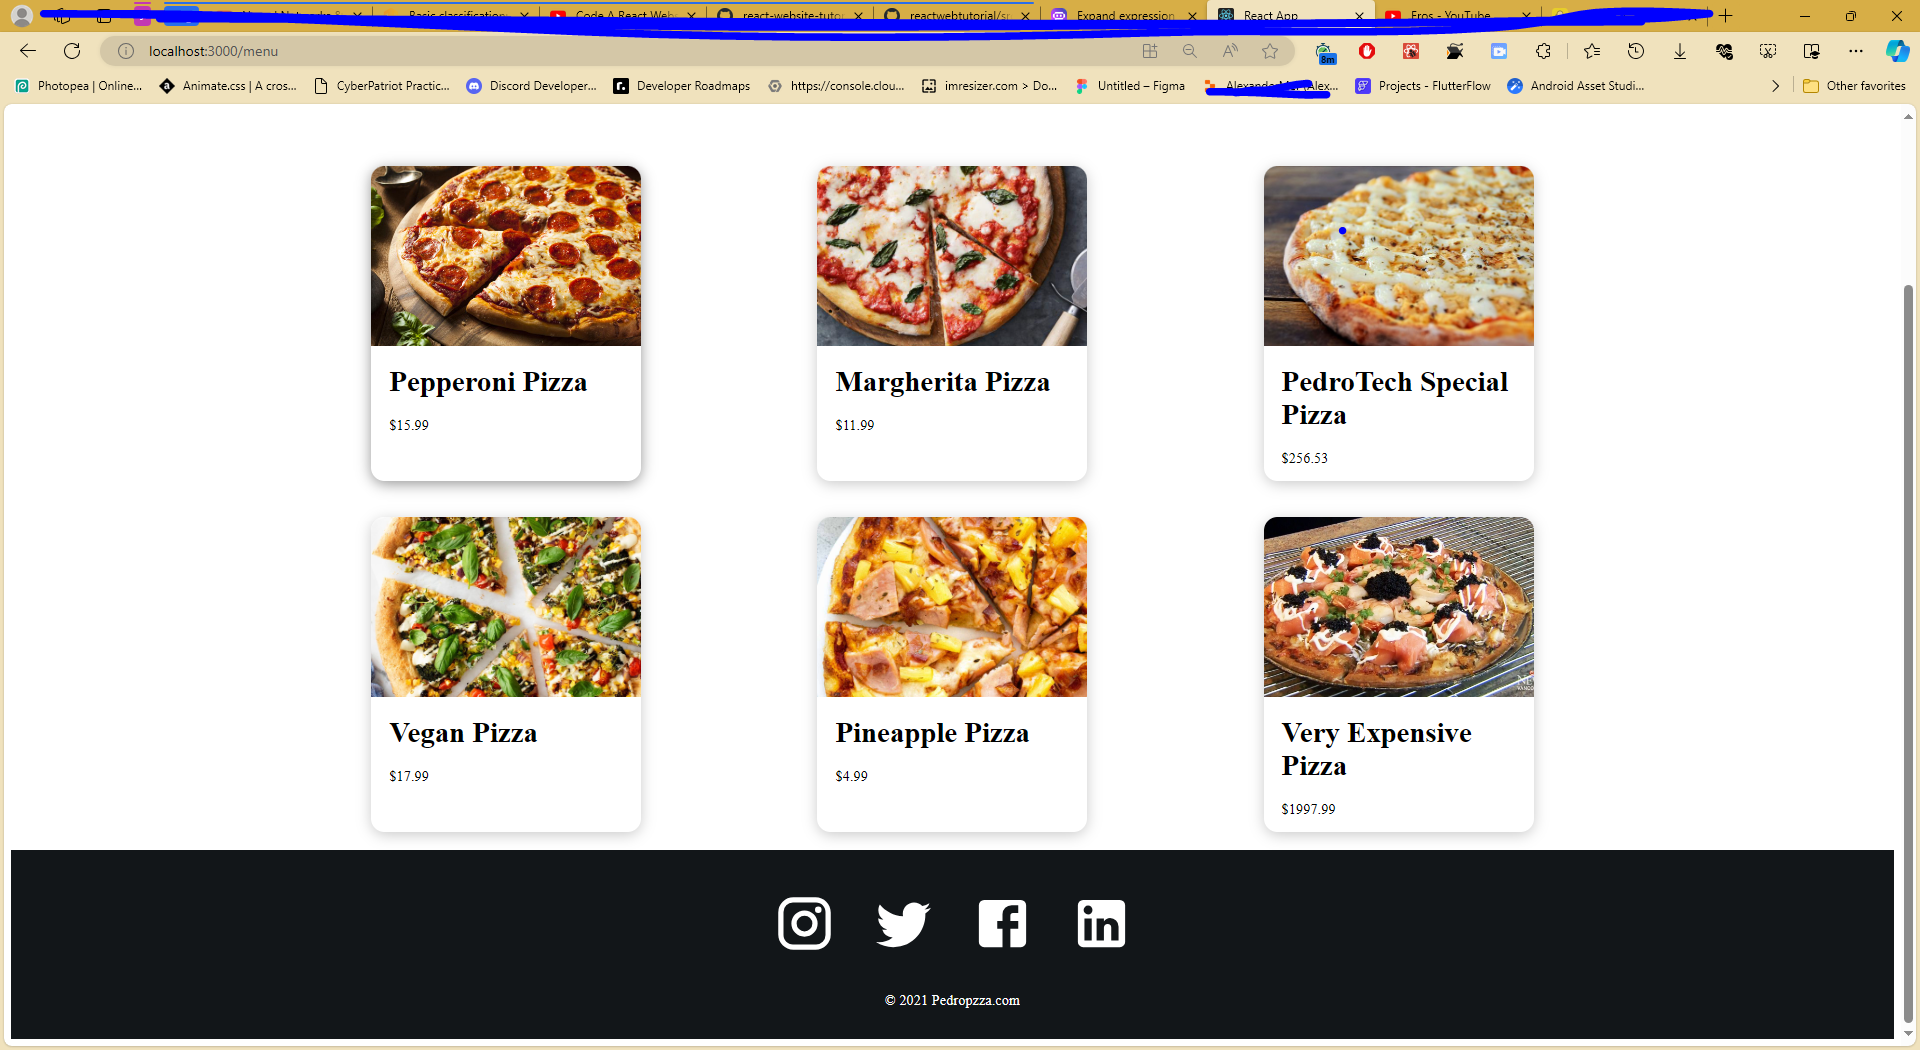 Basic classification
Code A React Web
react-website-tutor
reactwebtutorial/sr
Expand expression
React App
Eros - YouTube
localhost:3000/menu
8m
Photopea | Online...
Animate.css | A cros...
CyberPatriot Practic...
Discord Developer...
Developer Roadmaps
https://console.clou...
imresizer.com > Do...
Untitled – Figma
Projects - FlutterFlow
Android Asset Studi...
Other favorites
Pepperoni Pizza
$15.99
Margherita Pizza
$11.99
PedroTech Special
Pizza
$256.53
Vegan Pizza
$17.99
Pineapple Pizza
$4.99
Very Expensive
Pizza
$1997.99
© 2021 Pedropzza.com